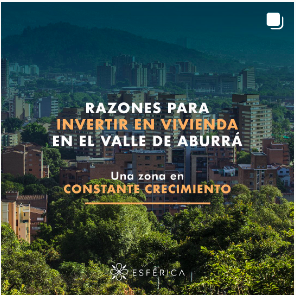 RAZONES PARA
INVERTIR EN VIVIENDA
EN EL VALLE DE ABURRÁ
Una zona en
CONSTANTE CRECIMIENTO
ESFÉRICA